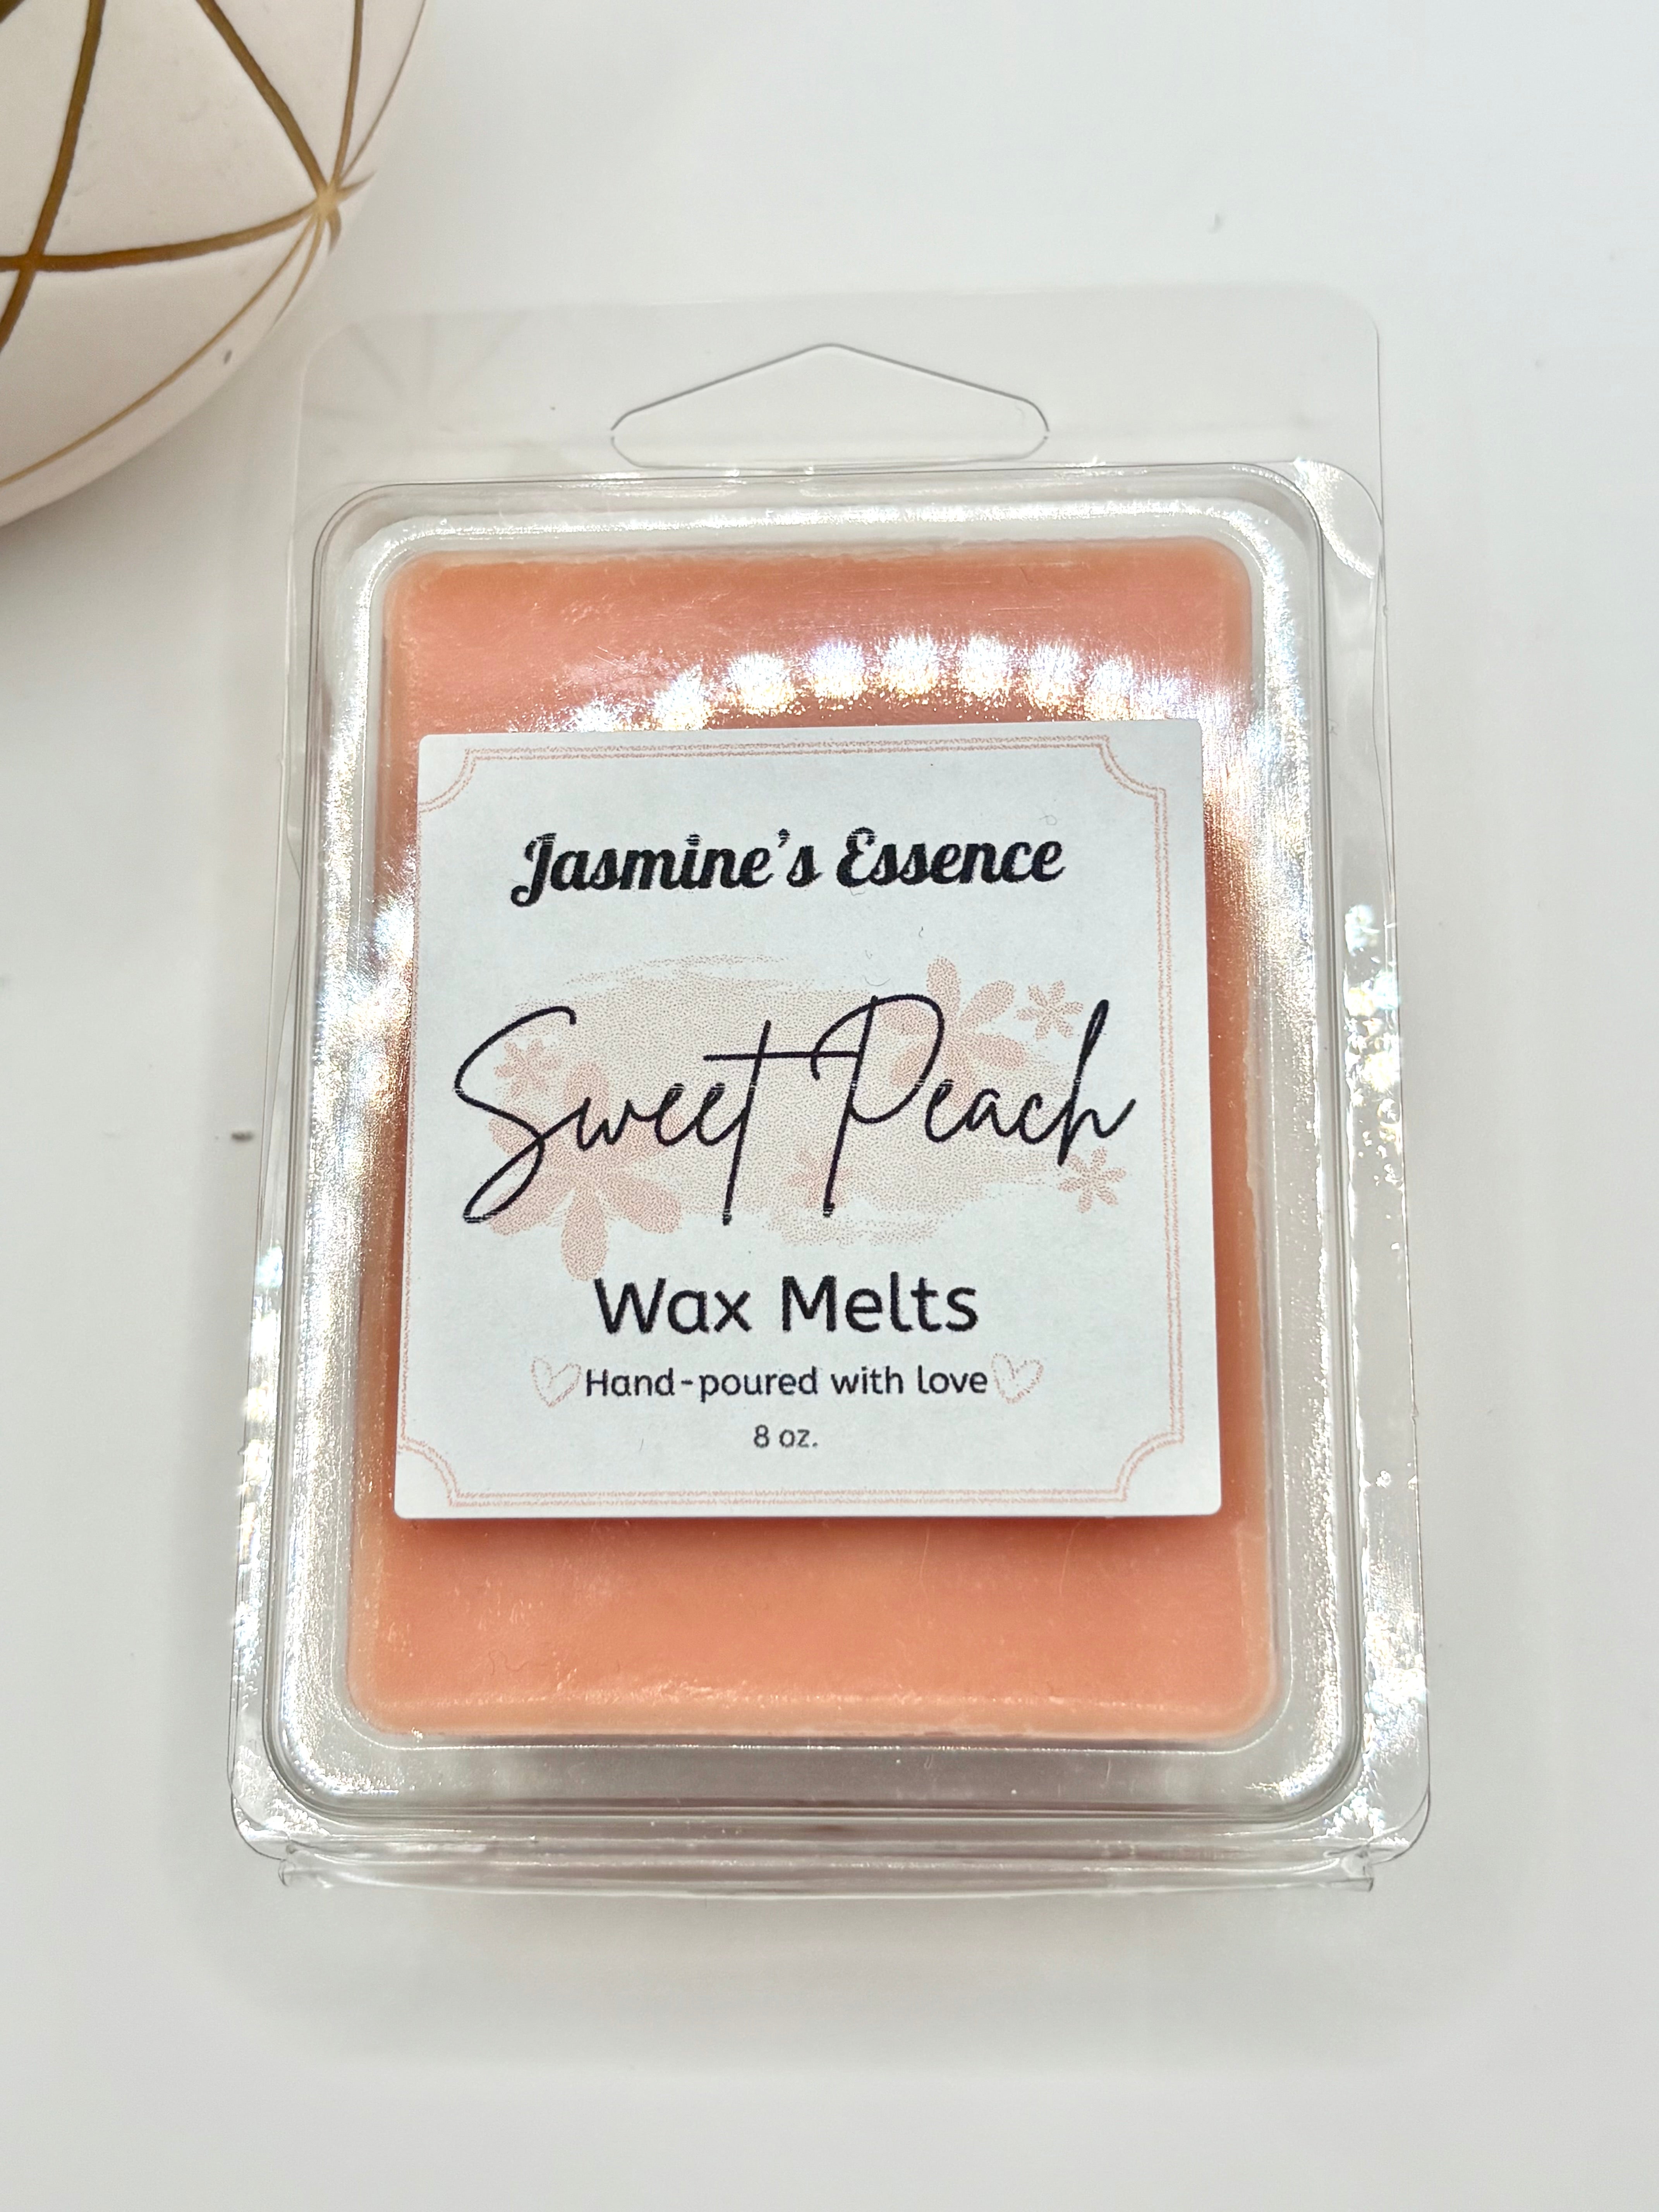 Jasmine's Essence
Sweet Peach
Wax Melts
Hand-poured with love
8 oz.